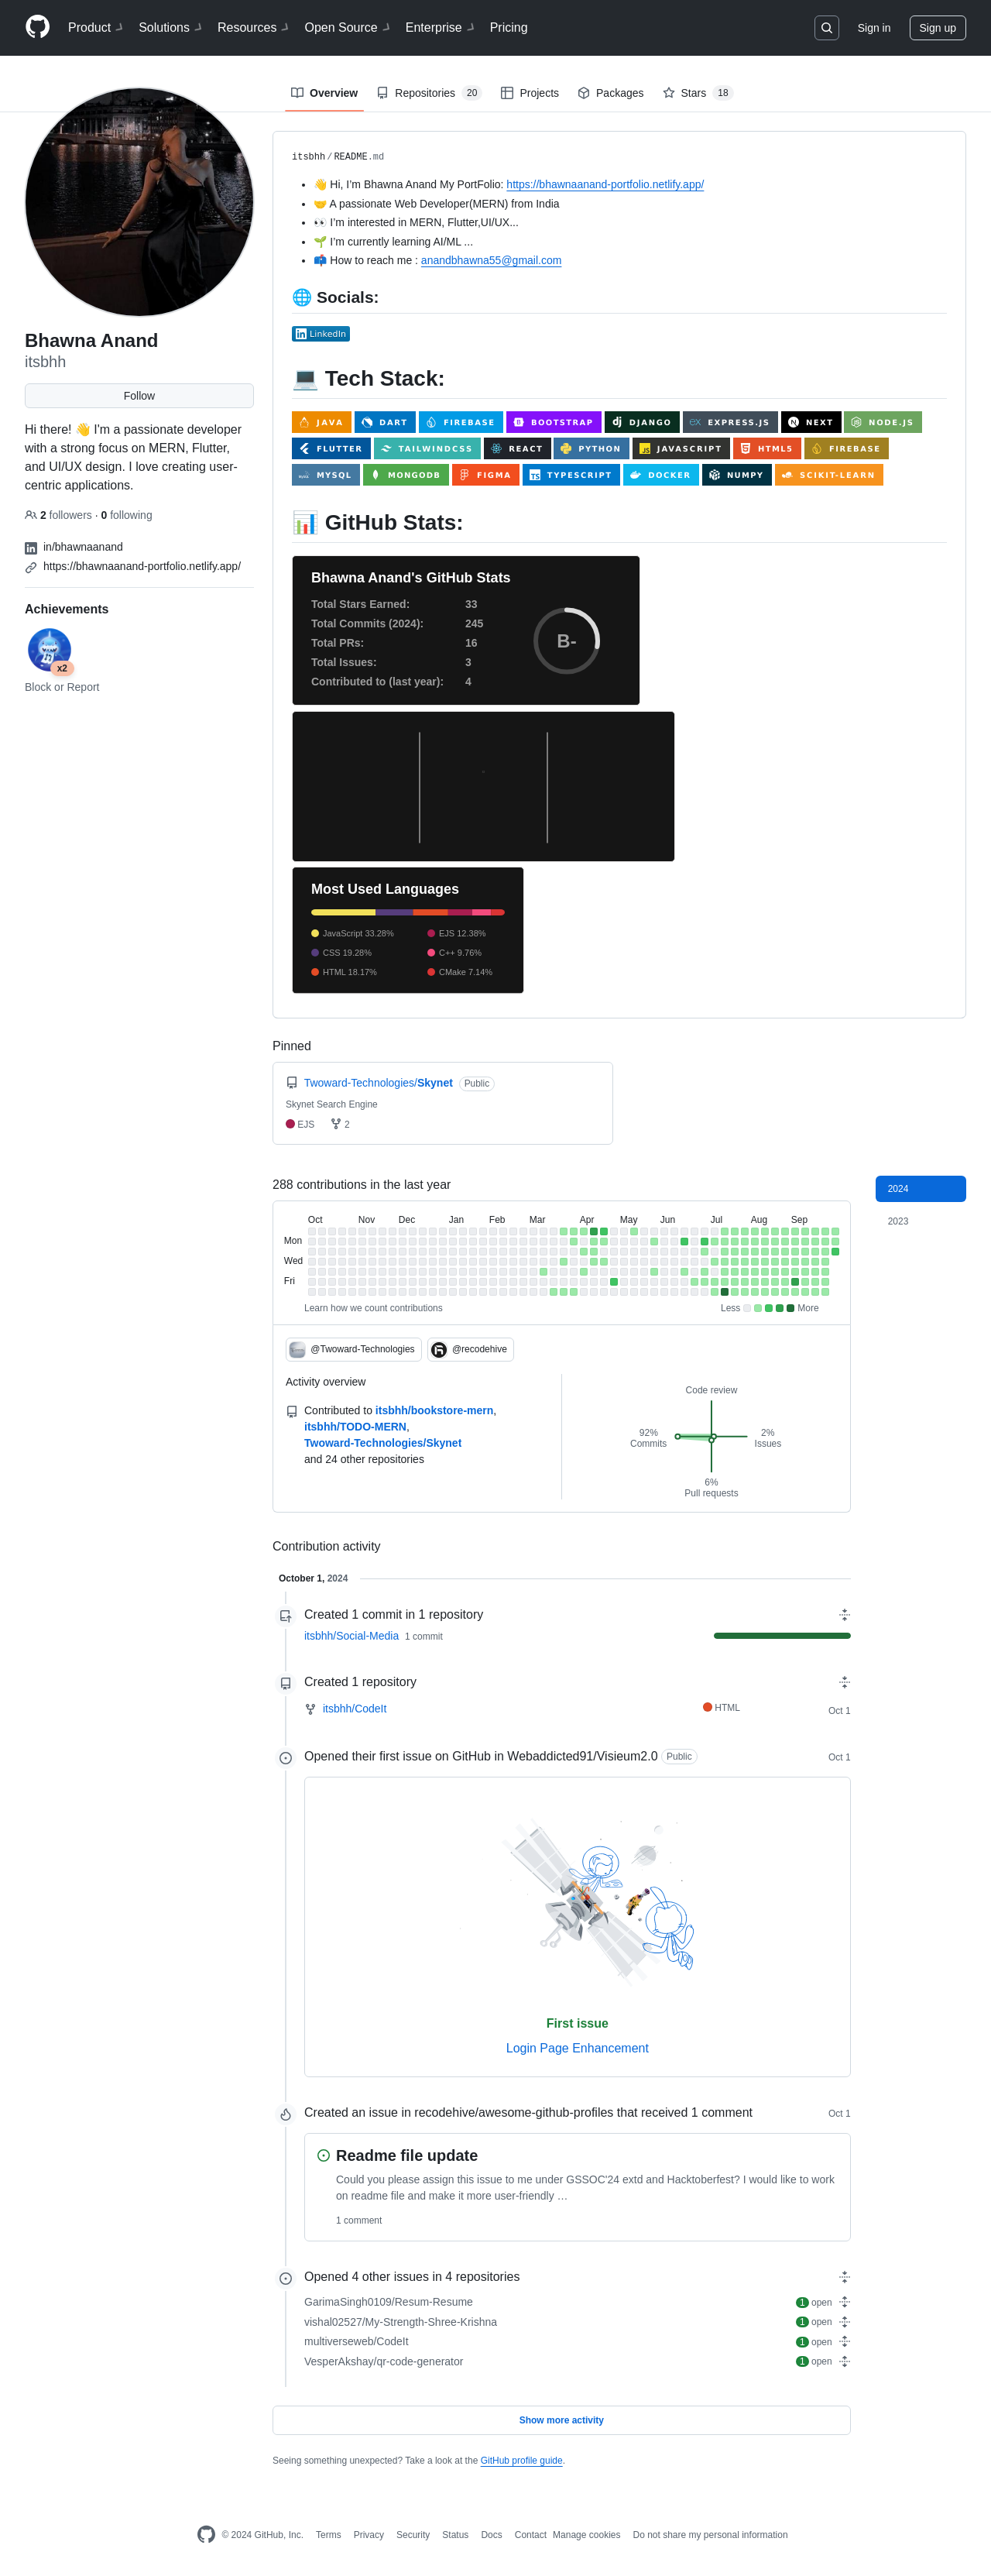 Product Solutions Resources Open Source Enterprise Pricing Sign in Sign up
Overview Repositories 20 Projects Packages Stars 18
Bhawna Anand
itsbhh
Follow
Hi there! 👋 I'm a passionate developer
with a strong focus on MERN, Flutter,
and UI/UX design. I love creating user-
centric applications.
2 followers · 0 following
in/bhawnaanand
https://bhawnaanand-portfolio.netlify.app/
Achievements
x2
Block or Report
itsbhh/README.md
👋 Hi, I'm Bhawna Anand My PortFolio: https://bhawnaanand-portfolio.netlify.app/
🤝 A passionate Web Developer(MERN) from India
👀 I'm interested in MERN, Flutter,UI/UX...
🌱 I'm currently learning AI/ML ...
📫 How to reach me : anandbhawna55@gmail.com
🌐 Socials:
LinkedIn
💻 Tech Stack:
JAVA DART FIREBASE BOOTSTRAP DJANGO EXPRESS.JS NEXT NODE.JS
FLUTTER TAILWINDCSS REACT PYTHON JAVASCRIPT HTML5 FIREBASE
MYSQL MONGODB FIGMA TYPESCRIPT DOCKER NUMPY SCIKIT-LEARN
📊 GitHub Stats:
Bhawna Anand's GitHub Stats
Total Stars Earned: 33
Total Commits (2024): 245
Total PRs: 16
Total Issues: 3
Contributed to (last year): 4
B-
Most Used Languages
JavaScript 33.28% EJS 12.38%
CSS 19.28% C++ 9.76%
HTML 18.17% CMake 7.14%
Pinned
Twoward-Technologies/Skynet Public
Skynet Search Engine
EJS 2
288 contributions in the last year
2024
2023
Oct Nov Dec Jan Feb Mar Apr May Jun Jul Aug Sep
Mon
Wed
Fri
Learn how we count contributions Less More
@Twoward-Technologies @recodehive
Activity overview
Contributed to itsbhh/bookstore-mern,
itsbhh/TODO-MERN,
Twoward-Technologies/Skynet
and 24 other repositories
Code review
92%
Commits
2%
Issues
6%
Pull requests
Contribution activity
October 1, 2024
Created 1 commit in 1 repository
itsbhh/Social-Media 1 commit
Created 1 repository
itsbhh/CodeIt HTML Oct 1
Opened their first issue on GitHub in Webaddicted91/Visieum2.0 Public Oct 1
First issue
Login Page Enhancement
Created an issue in recodehive/awesome-github-profiles that received 1 comment Oct 1
Readme file update
Could you please assign this issue to me under GSSOC'24 extd and Hacktoberfest? I would like to work
on readme file and make it more user-friendly …
1 comment
Opened 4 other issues in 4 repositories
GarimaSingh0109/Resum-Resume 1 open
vishal02527/My-Strength-Shree-Krishna 1 open
multiverseweb/CodeIt 1 open
VesperAkshay/qr-code-generator 1 open
Show more activity
Seeing something unexpected? Take a look at the GitHub profile guide.
© 2024 GitHub, Inc. Terms Privacy Security Status Docs Contact Manage cookies Do not share my personal information